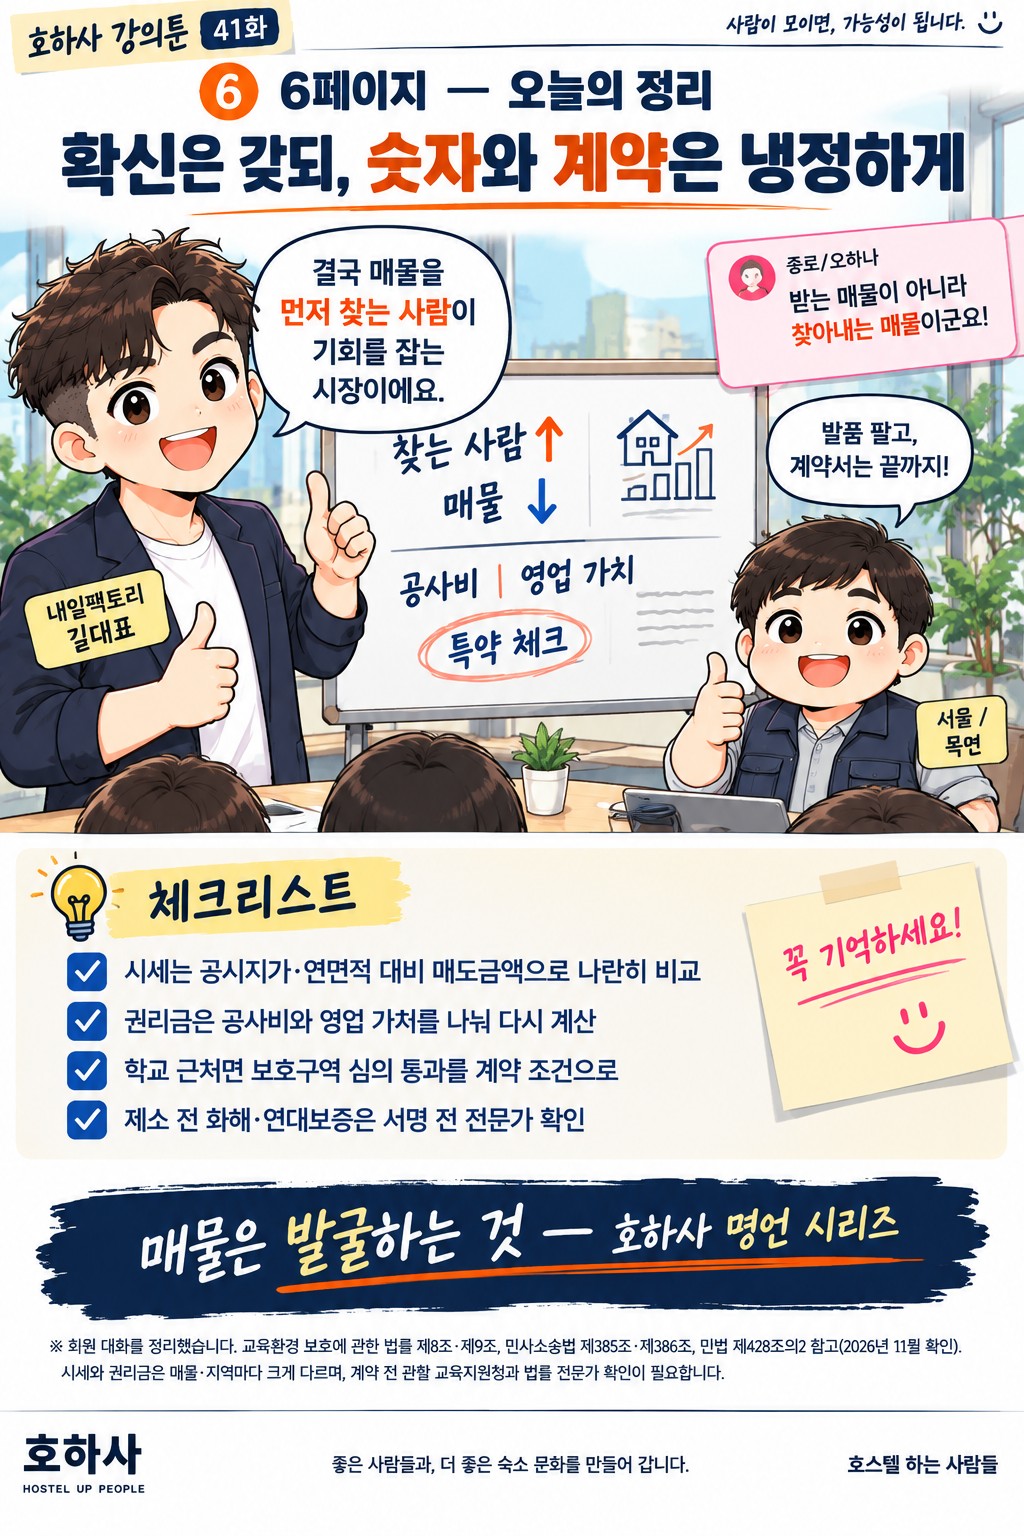 호하사 강의툰 41화
사람이 모이면, 가능성이 됩니다.
6 6페이지 — 오늘의 정리
확신은 갖되, 숫자와 계약은 냉정하게
결국 매물을
먼저 찾는 사람이
기회를 잡는
시장이에요.
종로/오하나
받는 매물이 아니라
찾아내는 매물이군요!
발품 팔고,
계약서는 끝까지!
찾는 사람 ↑
매물 ↓
공사비 | 영업 가치
특약 체크
내일팩토리
길대표
서울 /
목연
체크리스트
시세는 공시지가·연면적 대비 매도금액으로 나란히 비교
권리금은 공사비와 영업 가처를 나눠 다시 계산
학교 근처면 보호구역 심의 통과를 계약 조건으로
제소 전 화해·연대보증은 서명 전 전문가 확인
꼭 기억하세요!
매물은 발굴하는 것 — 호하사 명언 시리즈
※ 회원 대화를 정리했습니다. 교육환경 보호에 관한 법률 제8조·제9조, 민사소송법 제385조·제386조, 민법 제428조의2 참고(2026년 11월 확인).
시세와 권리금은 매물·지역마다 크게 다르며, 계약 전 관할 교육지원청과 법률 전문가 확인이 필요합니다.
호하사
HOSTEL UP PEOPLE
좋은 사람들과, 더 좋은 숙소 문화를 만들어 갑니다.
호스텔 하는 사람들